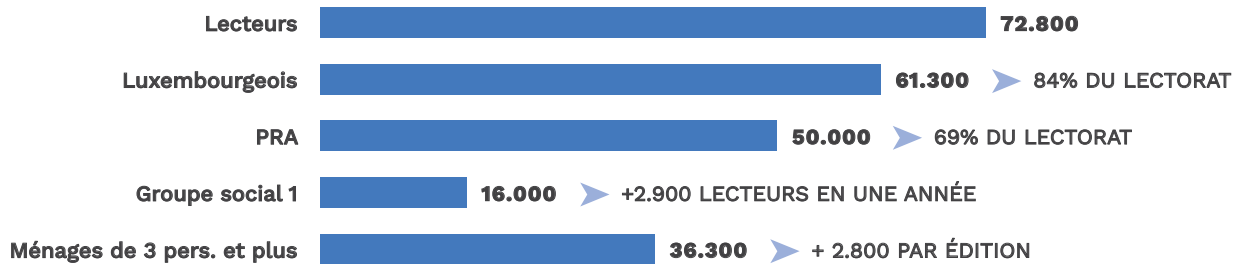 Lecteurs 72.800
Luxembourgeois 61.300 84% DU LECTORAT
PRA 50.000 69% DU LECTORAT
Groupe social 1 16.000 +2.900 LECTEURS EN UNE ANNÉE
Ménages de 3 pers. et plus 36.300 + 2.800 PAR ÉDITION